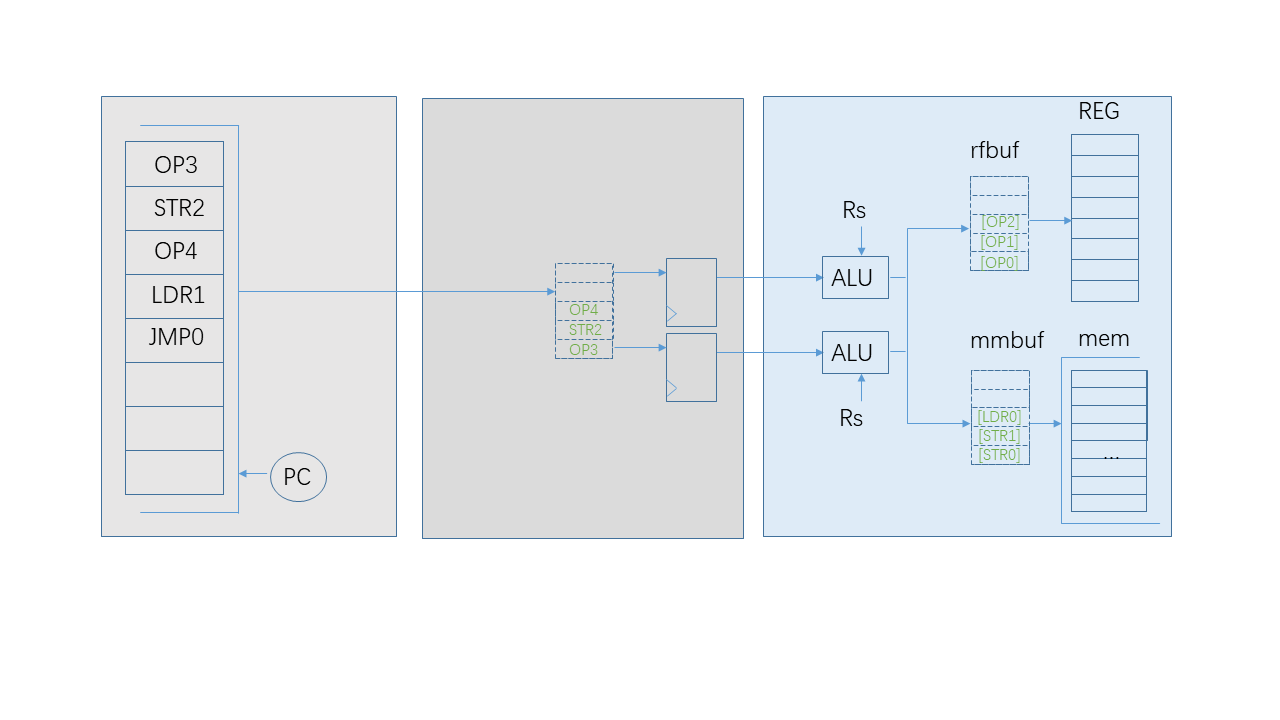 OP3
STR2
OP4
LDR1
JMP0
PC
OP4
STR2
OP3
Rs
ALU
ALU
Rs
rfbuf
[OP2]
[OP1]
[OP0]
REG
mmbuf
[LDR0]
[STR1]
[STR0]
mem
...